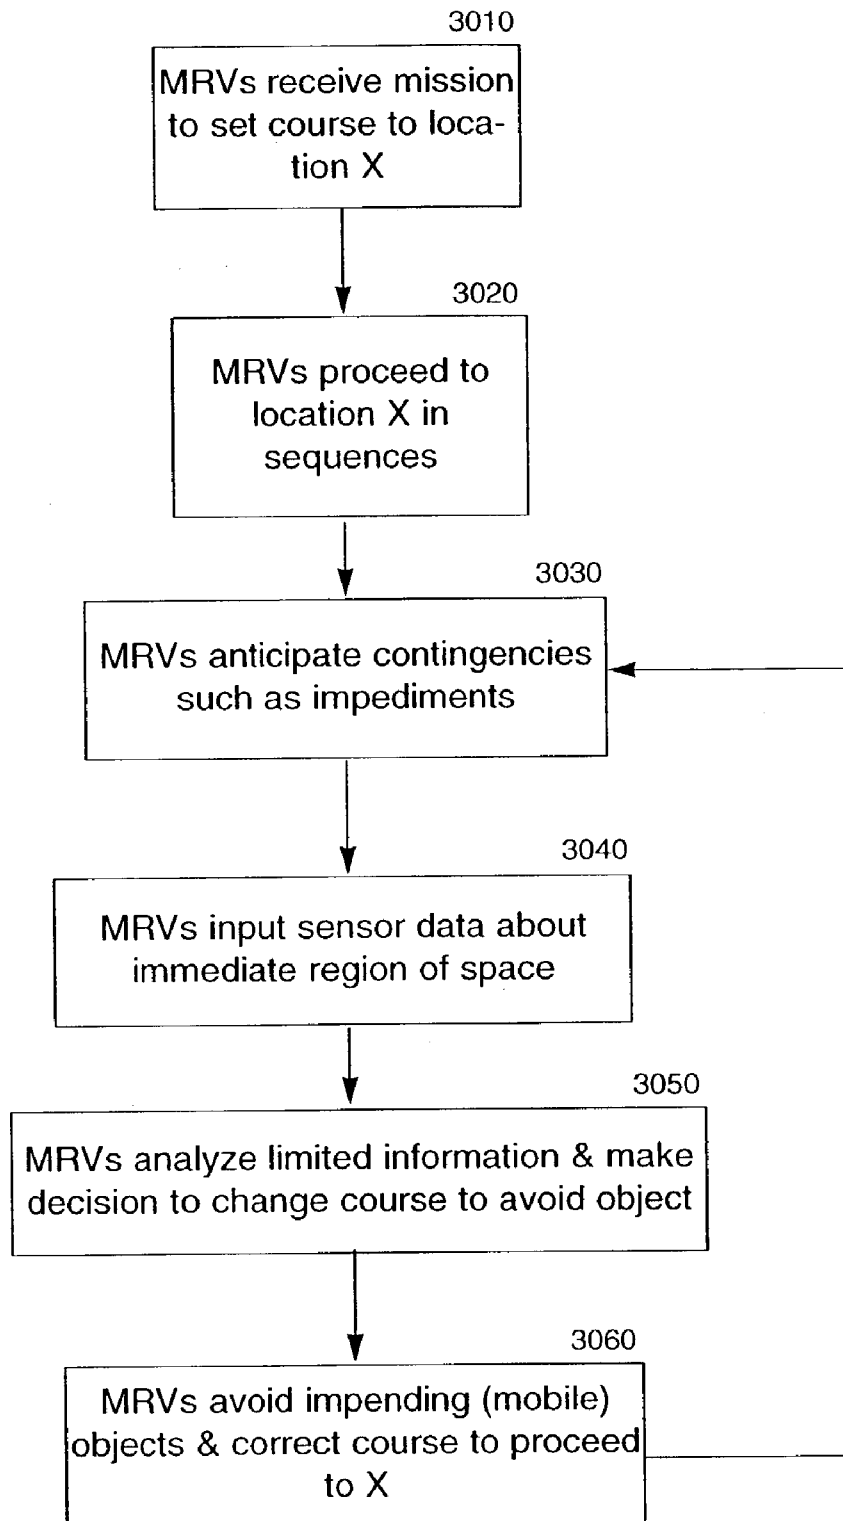 3010
MRVs receive mission
to set course to loca-
tion X
3020
MRVs proceed to
location X in
sequences
3030
MRVs anticipate contingencies
such as impediments
3040
MRVs input sensor data about
immediate region of space
3050
MRVs analyze limited information & make
decision to change course to avoid object
3060
MRVs avoid impending (mobile)
objects & correct course to proceed
to X